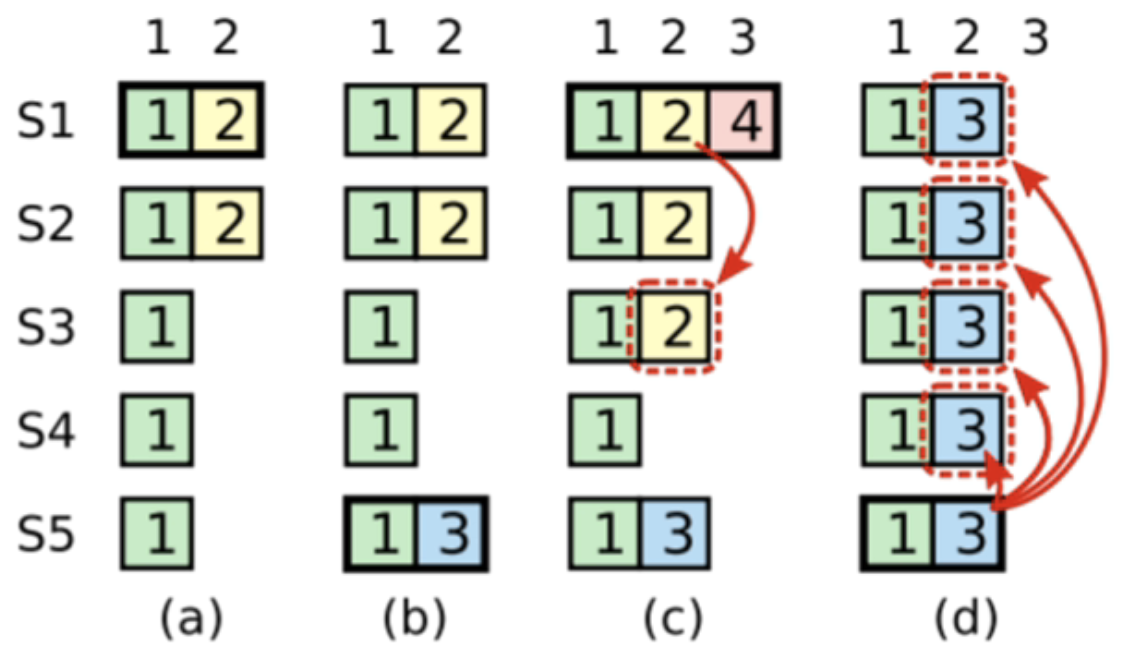 1 2 1 2 1 2 3 1 2 3
S1 1 2 1 2 1 2 4 1 3
S2 1 2 1 2 1 2 1 3
S3 1 1 1 2 1 3
S4 1 1 1 1 3
S5 1 1 3 1 3 1 3
(a) (b) (c) (d)